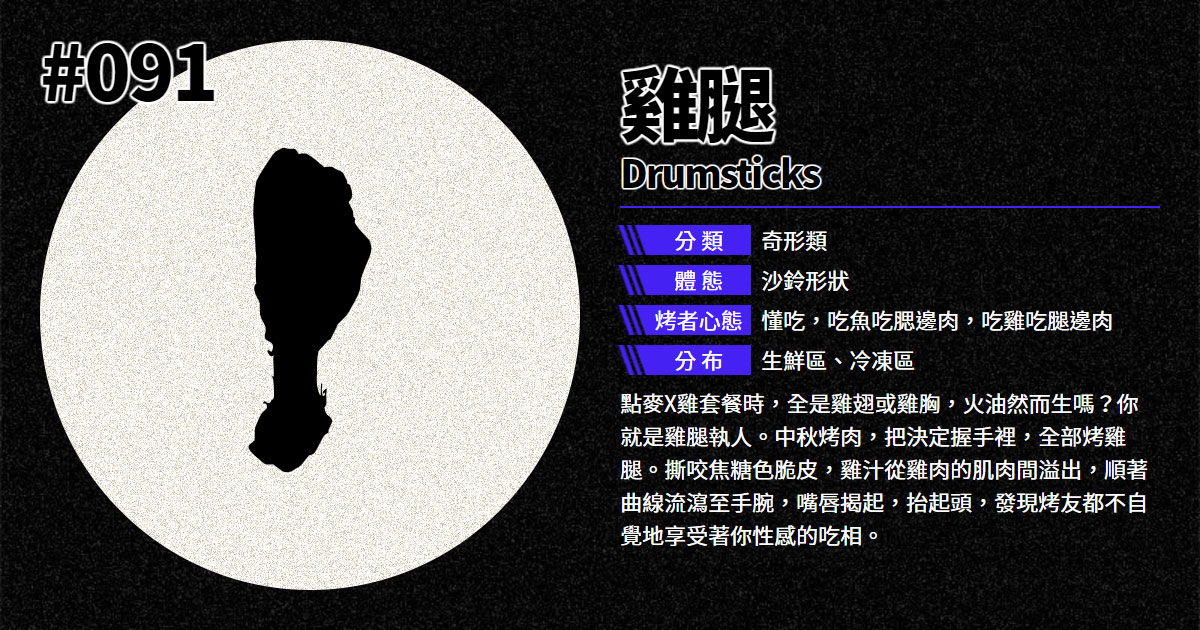 #091
雞腿
Drumsticks
分類 奇形類
體態 沙鈴形狀
烤者心態 懂吃，吃魚吃腮邊肉，吃雞吃腿邊肉
分布 生鮮區、冷凍區
點麥X雞套餐時，全是雞翅或雞胸，火油然而生嗎？你
就是雞腿執人。中秋烤肉，把決定握手裡，全部烤雞
腿。撕咬焦糖色脆皮，雞汁從雞肉的肌肉間溢出，順著
曲線流瀉至手腕，嘴唇揭起，抬起頭，發現烤友都不自
覺地享受著你性感的吃相。